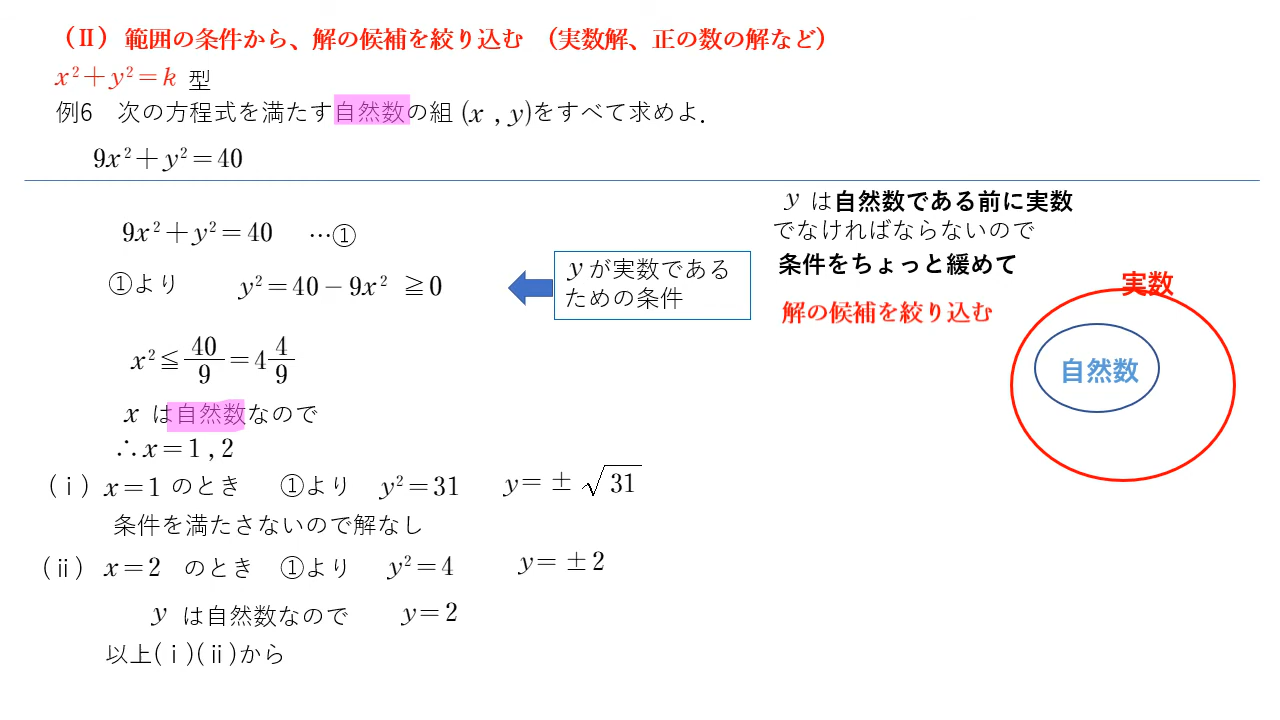 （Ⅱ）範囲の条件から、解の候補を絞り込む　（実数解、正の数の解など）
x²＋y²＝k 型
例6　次の方程式を満たす自然数の組 (x , y)をすべて求めよ.
9x²＋y²＝40
9x²＋y²＝40　…①
①より　y²＝40－9x² ≧0
yが実数である
ための条件
x²≦40/9＝4 4/9
x は自然数なので
∴x＝1 , 2
(ⅰ) x＝1 のとき　①より　y²＝31　y＝±√31
条件を満たさないので解なし
(ⅱ) x＝2 のとき　①より　y²＝4　y＝±2
y は自然数なので　y＝2
以上(ⅰ)(ⅱ)から
y は自然数である前に実数
でなければならないので
条件をちょっと緩めて
解の候補を絞り込む
実数
自然数